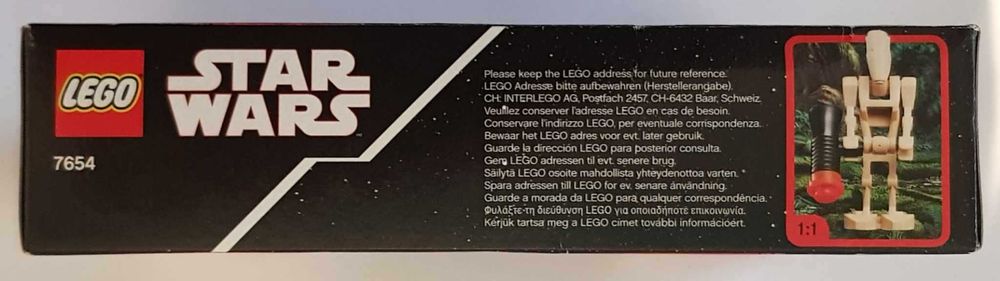 LEGO
STAR
WARS
7654
Please keep the LEGO address for future reference.
LEGO Adresse bitte aufbewahren (Herstellerangabe).
CH: INTERLEGO AG, Postfach 2457, CH-6432 Baar, Schweiz.
Veuillez conserver l'adresse LEGO en cas de besoin.
Conservare l'indirizzo LEGO, per eventuale corrispondenza.
Bewaar het LEGO adres voor evt. later gebruik.
Guarde la dirección LEGO para posterior consulta.
Gem LEGO adressen til evt. senere brug.
Säilytä LEGO osoite mahdollista yhteydenottoa varten.
Spara adressen till LEGO for ev. senare användning.
Guarde a morada da LEGO para qualquer correspondência.
Φυλάξτε τη διεύθυνση LEGO για οποιαδήποτε επικοινωνία.
Kérjük tartsa meg a LEGO címet további információért.
1:1